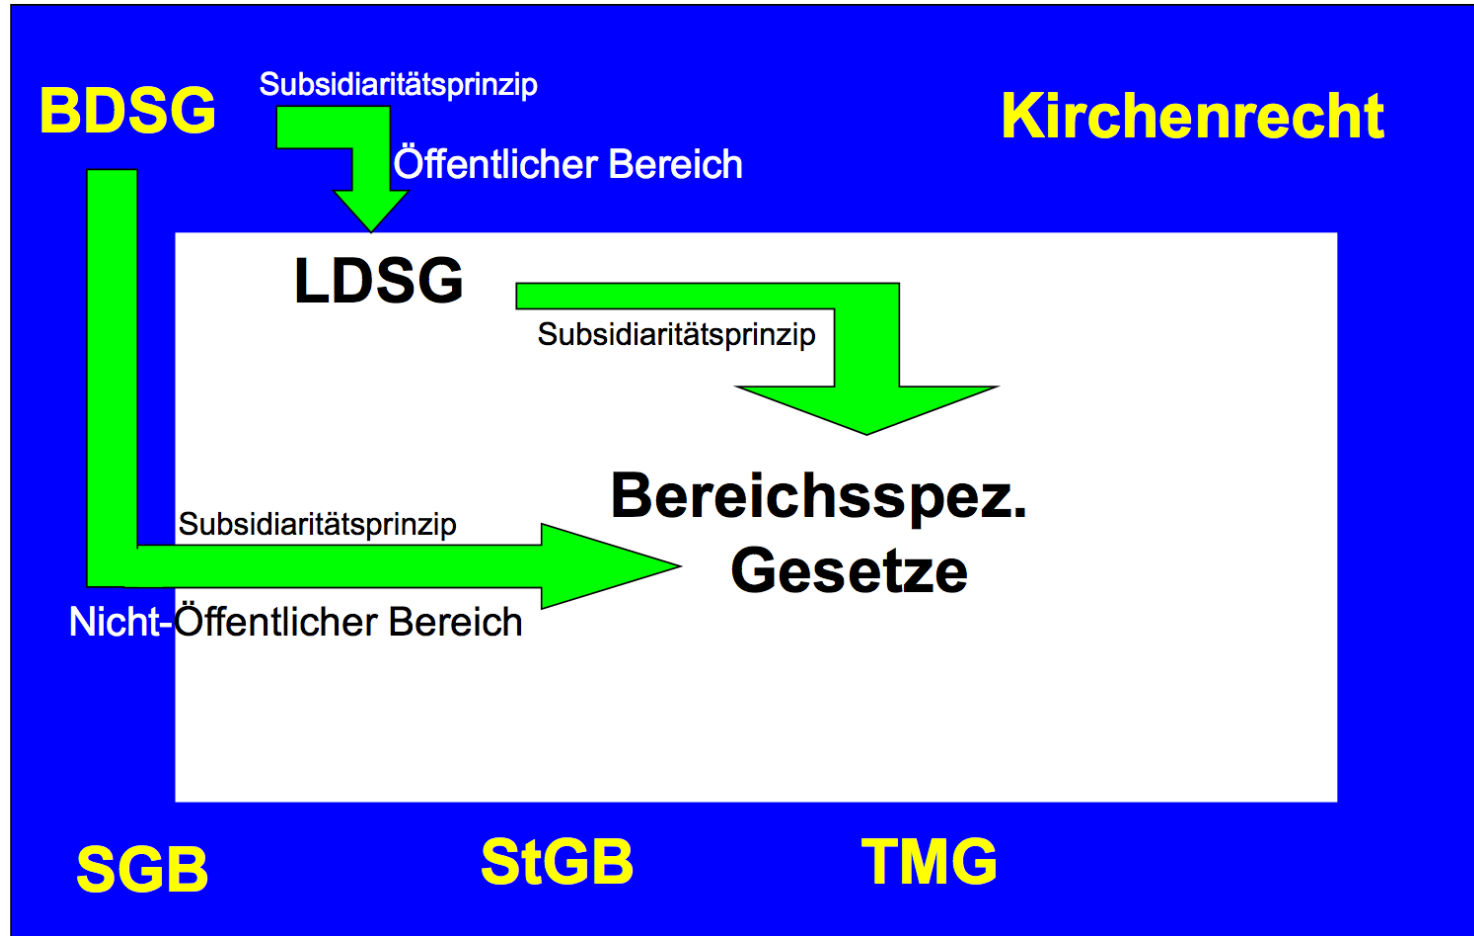 Subsidiaritätsprinzip
BDSG
Kirchenrecht
Öffentlicher Bereich
LDSG
Subsidiaritätsprinzip
Bereichsspez.
Gesetze
Subsidiaritätsprinzip
Nicht-Öffentlicher Bereich
SGB
StGB
TMG